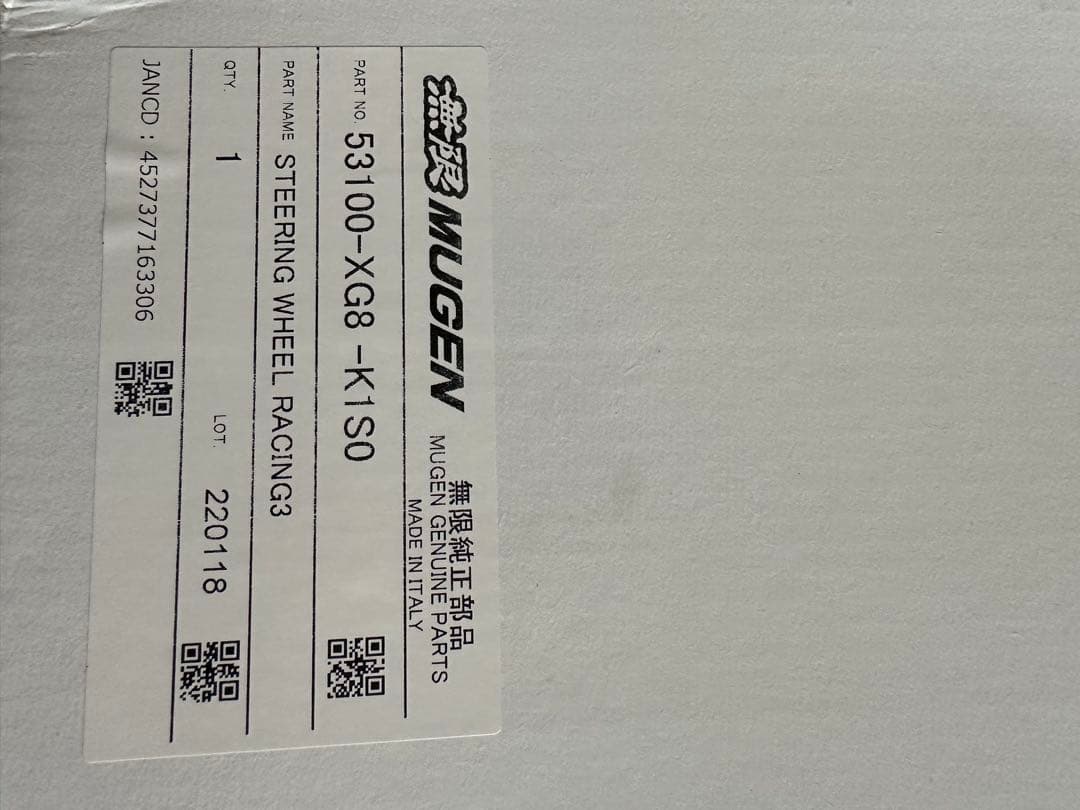 無限 MUGEN
無限純正部品
MUGEN GENUINE PARTS
MADE IN ITALY
PART NO. 53100-XG8 -K1S0
PART NAME STEERING WHEEL RACING3
QTY. 1 LOT. 220118
JANCD : 4527377163306